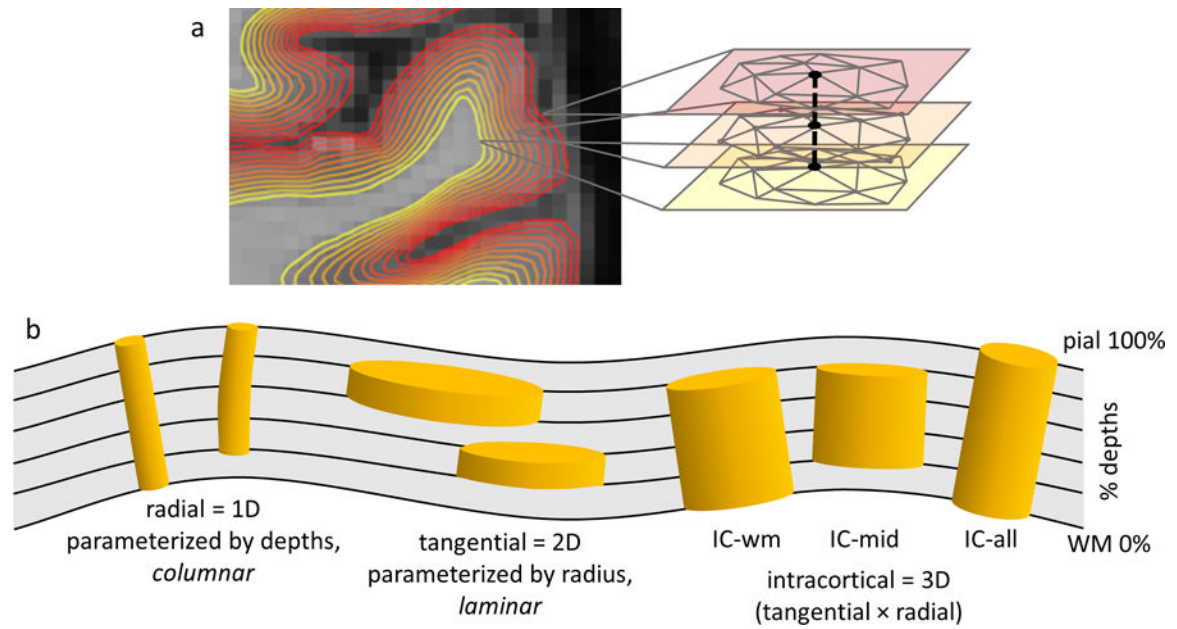 a
b
pial 100%
% depths
WM 0%
radial = 1D
parameterized by depths,
columnar
tangential = 2D
parameterized by radius,
laminar
IC-wm
IC-mid
IC-all
intracortical = 3D
(tangential × radial)